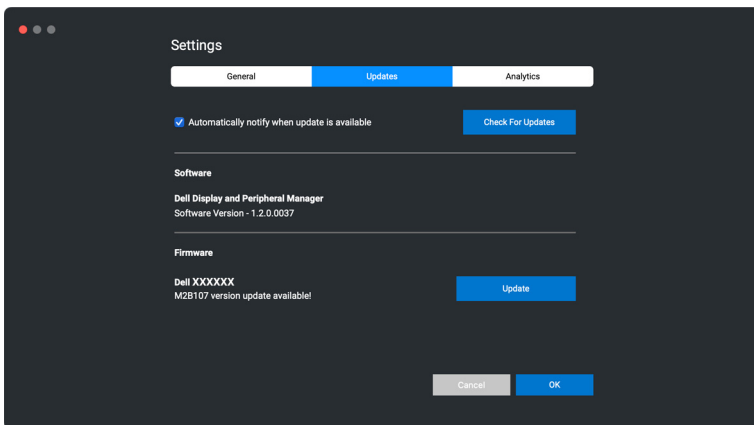 Settings
General Updates Analytics
Automatically notify when update is available Check For Updates
Software
Dell Display and Peripheral Manager
Software Version - 1.2.0.0037
Firmware
Dell XXXXXX
M2B107 version update available! Update
Cancel OK